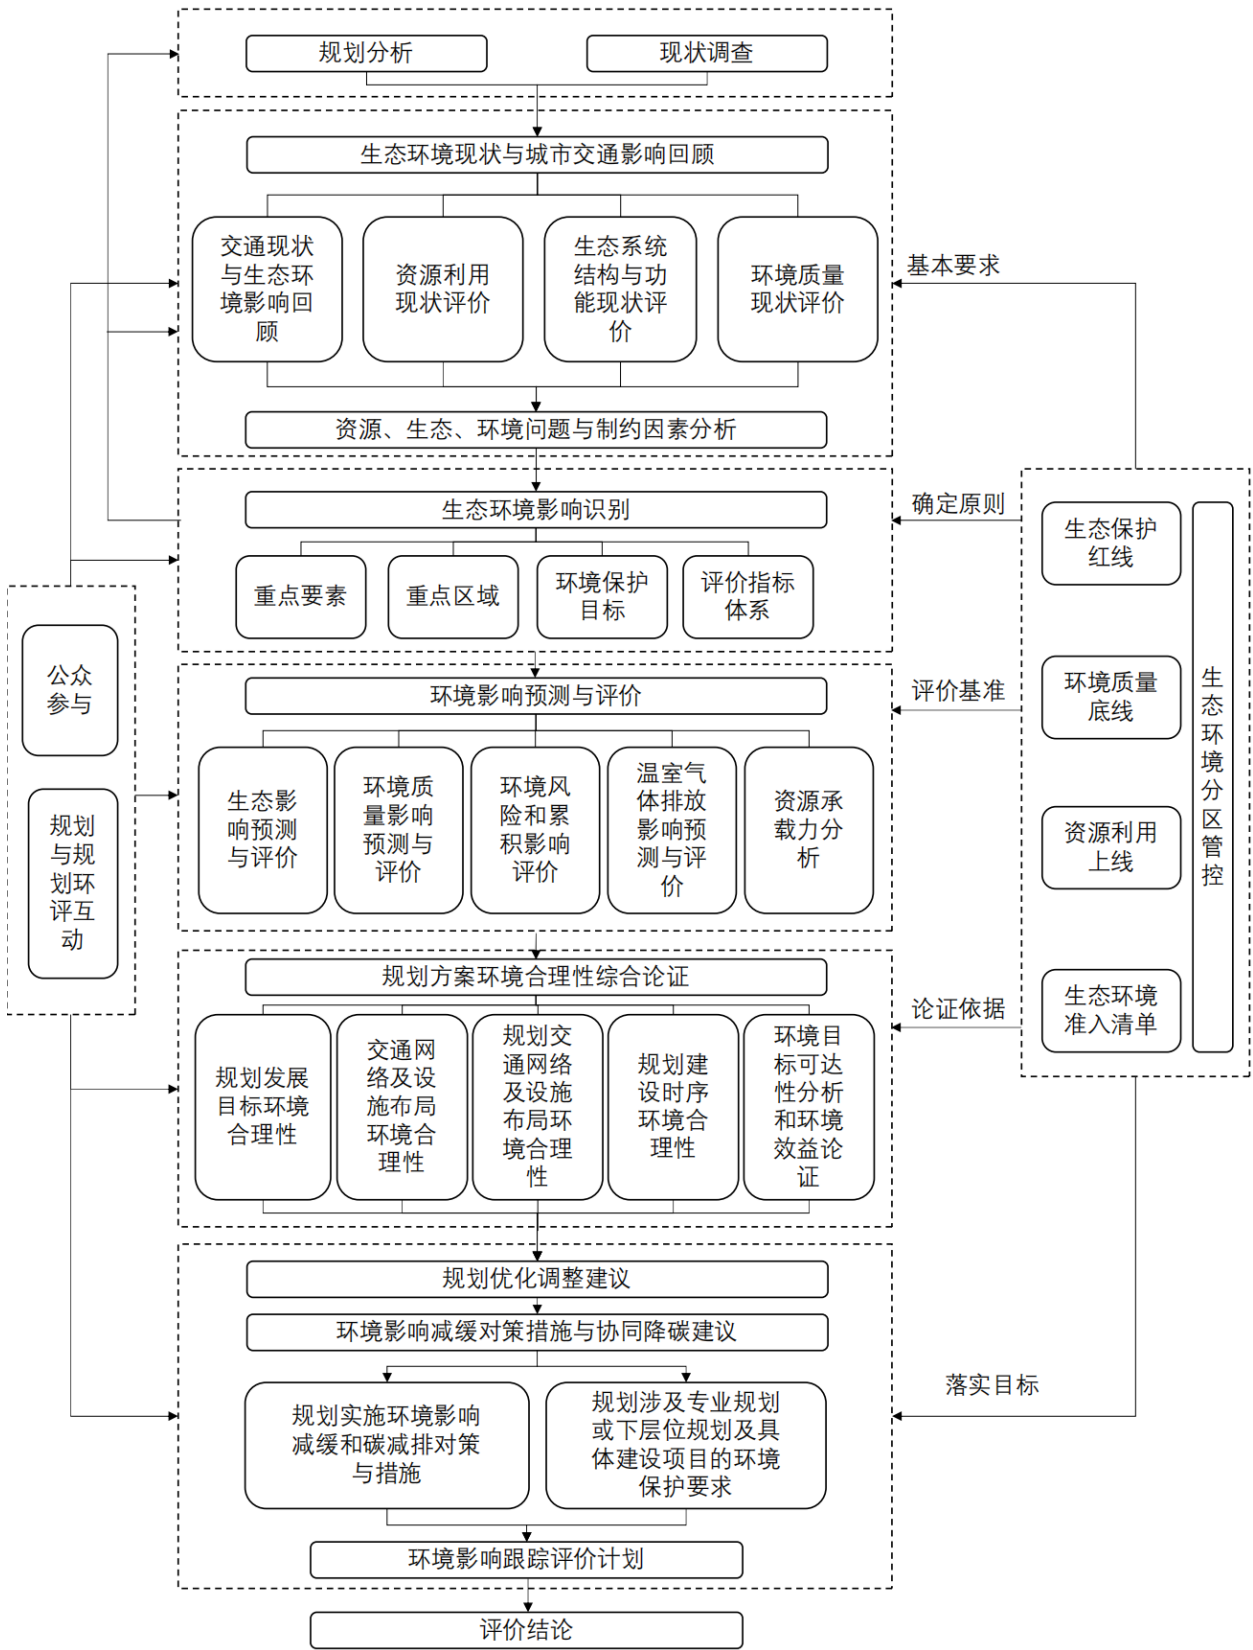 规划分析
现状调查
生态环境现状与城市交通影响回顾
交通现状
与生态环
境影响回
顾
资源利用
现状评价
生态系统
结构与功
能现状评
价
环境质量
现状评价
基本要求
资源、生态、环境问题与制约因素分析
生态环境影响识别
确定原则
重点要素
重点区域
环境保护
目标
评价指标
体系
生态保护
红线
环境质量
底线
资源利用
上线
生态环境
准入清单
生态环境分区管控
公众
参与
规划
与规
划环
评互
动
环境影响预测与评价
评价基准
生态影
响预测
与评价
环境质
量影响
预测与
评价
环境风
险和累
积影响
评价
温室气
体排放
影响预
测与评
价
资源承
载力分
析
规划方案环境合理性综合论证
论证依据
规划发展
目标环境
合理性
交通网
络及设
施布局
环境合
理性
规划交
通网络
及设施
布局环
境合理
性
规划建
设时序
环境合
理性
环境目
标可达
性分析
和环境
效益论
证
规划优化调整建议
环境影响减缓对策措施与协同降碳建议
落实目标
规划实施环境影响
减缓和碳减排对策
与措施
规划涉及专业规划
或下层位规划及具
体建设项目的环境
保护要求
环境影响跟踪评价计划
评价结论